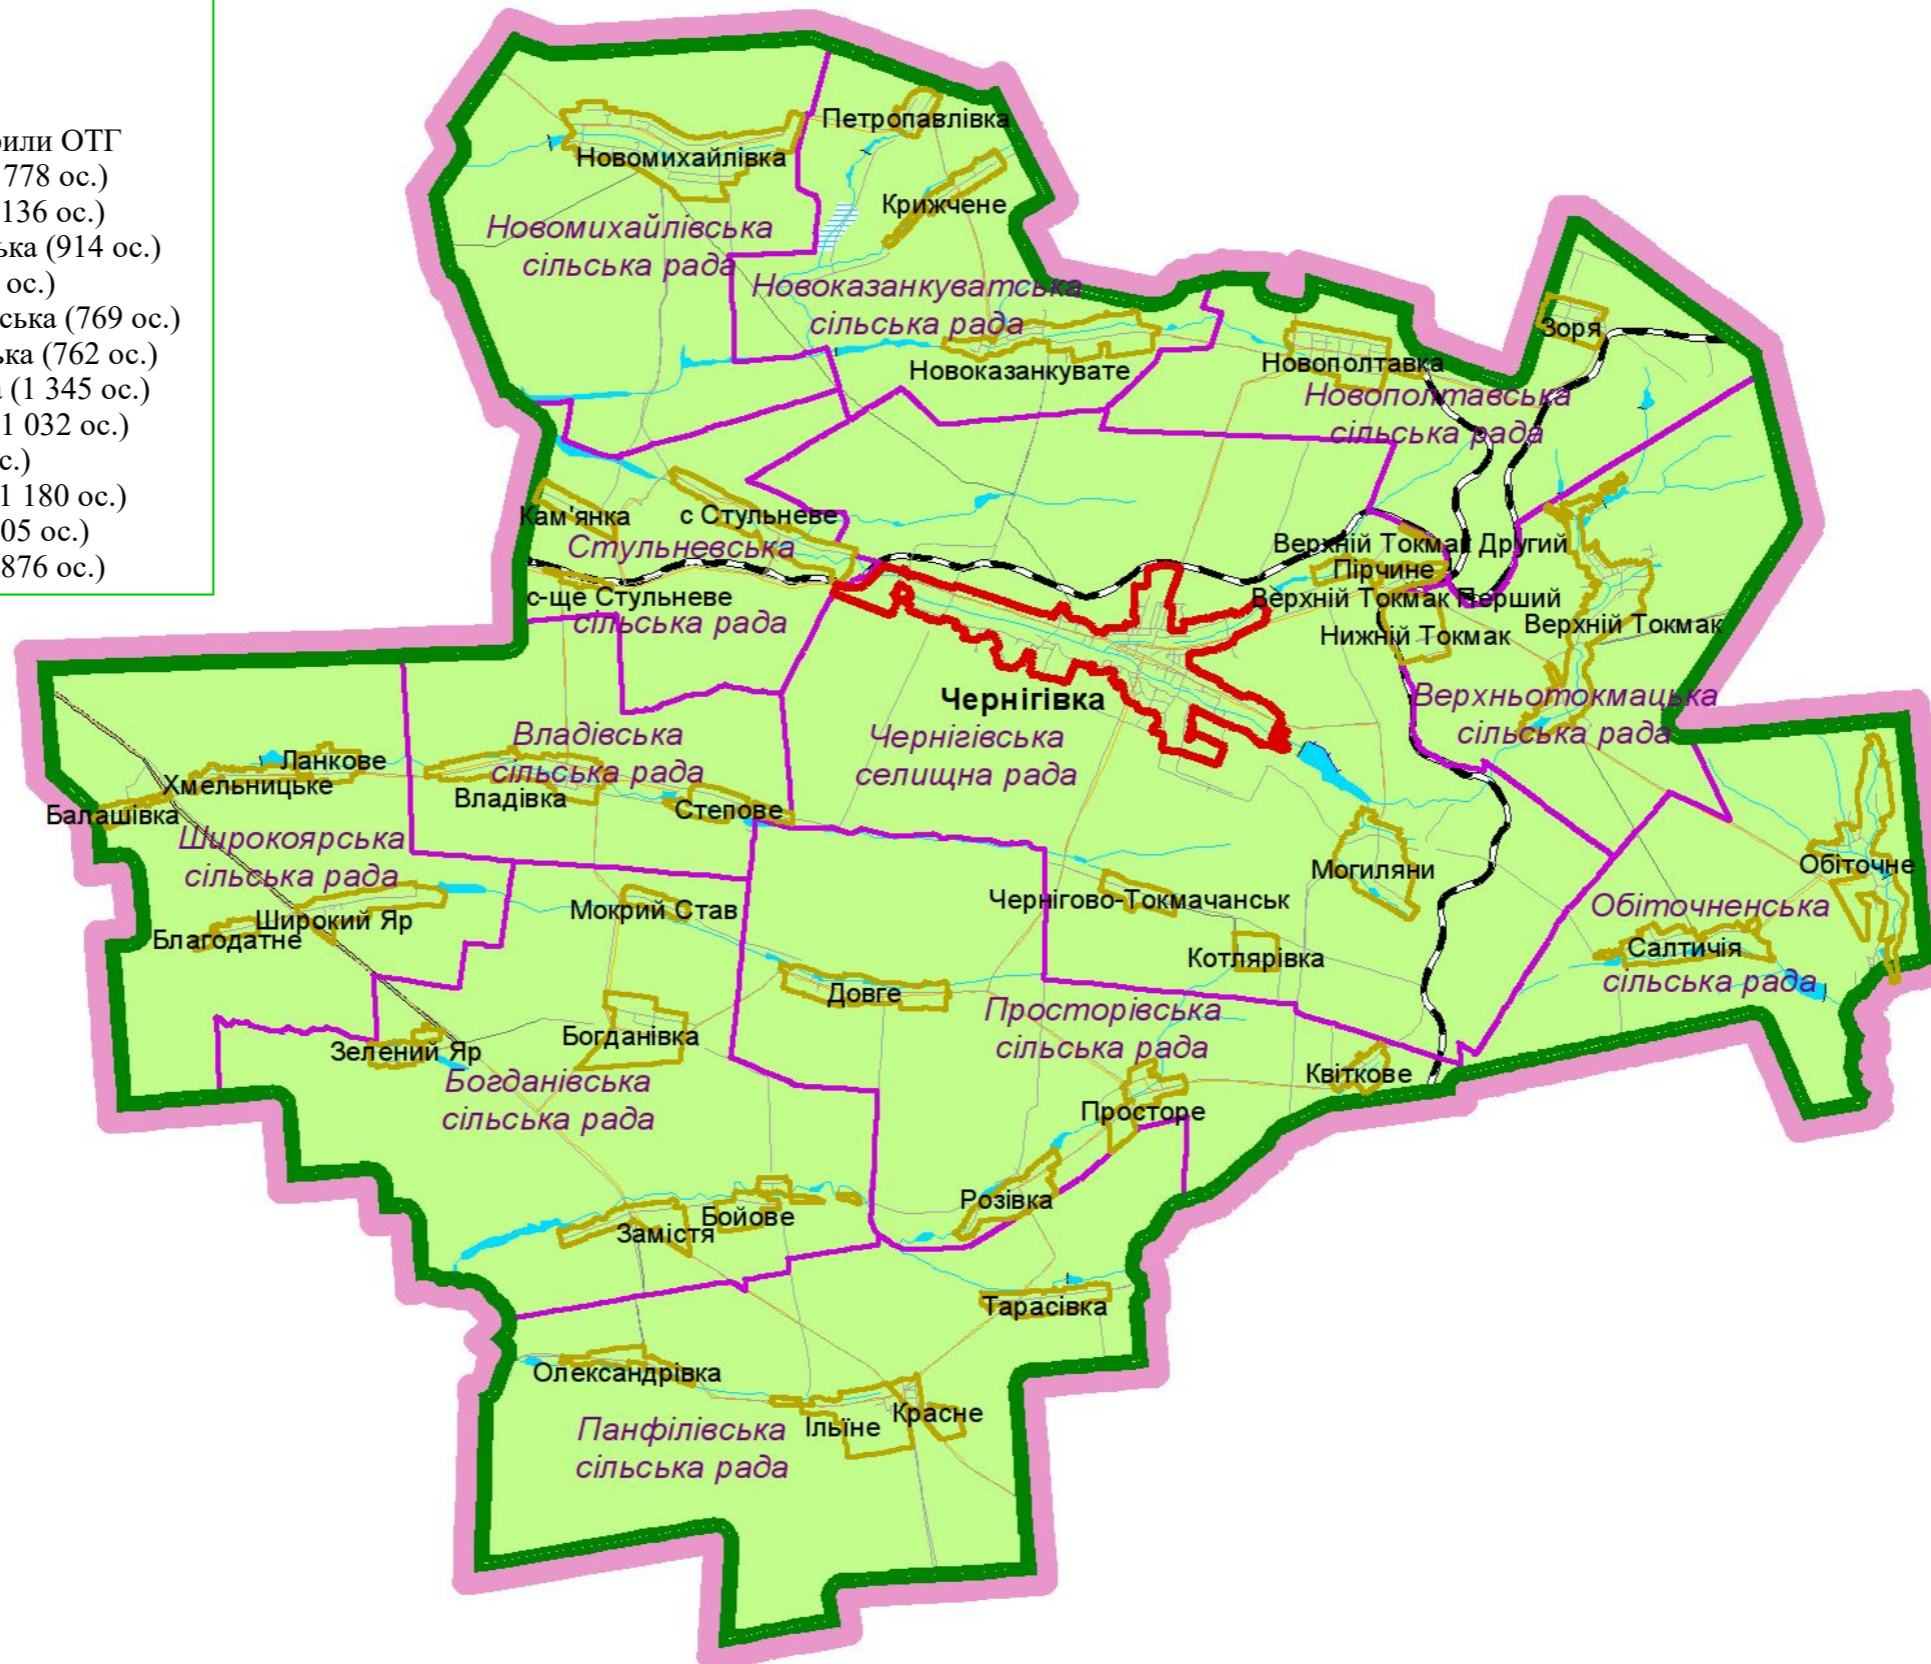 рили ОТГ
778 ос.)
136 ос.)
ька (914 ос.)
ос.)
ська (769 ос.)
ька (762 ос.)
а (1 345 ос.)
1 032 ос.)
с.)
1 180 ос.)
05 ос.)
876 ос.)
Петропавлівка
Новомихайлівка
Крижчене
Новомихайлівська
сільська рада
Новоказанкуватська
сільська рада
Зоря
Новоказанкувате
Новополтавка
Новополтавська
сільська рада
Кам'янка
с Стульневе
Стульневська
с-ще Стульневе
сільська рада
Верхній Токмак Другий
Пірчине
Верхній Токмак Перший
Нижній Токмак
Верхній Токмак
Чернігівка
Чернігівська
селищна рада
Верхньотокмацька
сільська рада
Владівська
сільська рада
Ланкове
Хмельницьке
Балашівка
Владівка
Степове
Широкоярська
сільська рада
Широкий Яр
Благодатне
Мокрий Став
Чернігово-Токмачанськ
Могиляни
Обіточне
Обіточненська
Салтичія
сільська рада
Котлярівка
Довге
Просторівська
сільська рада
Богданівка
Зелений Яр
Богданівська
сільська рада
Квіткове
Просторе
Розівка
Замістя
Бойове
Тарасівка
Олександрівка
Ільїне
Красне
Панфілівська
сільська рада